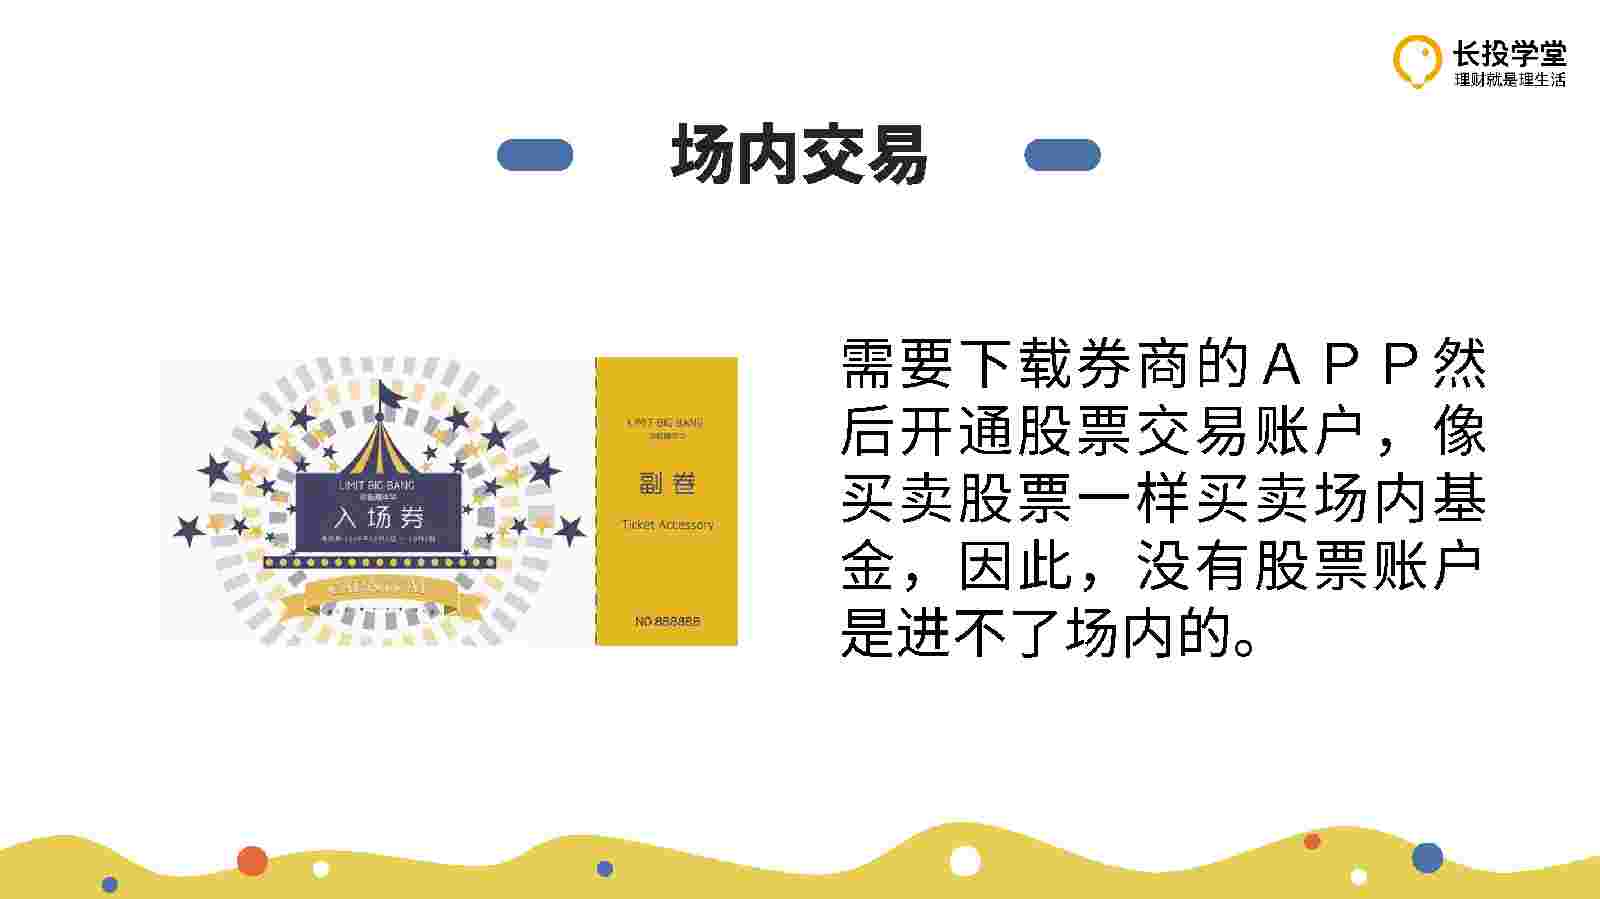 长投学堂
理财就是理生活
场内交易
需要下载券商的ＡＰＰ然
后开通股票交易账户，像
买卖股票一样买卖场内基
金，因此，没有股票账户
是进不了场内的。
LIMIT BIG BANG
入场券
LIMIT BIG BANG
副卷
Ticket Accessory
NO.888888